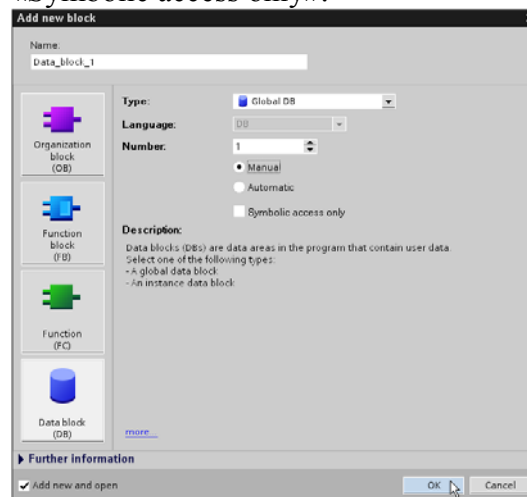 «Symbolic access only».
Add new block
Name:
Data_block_1
Organization
block
(OB)
Function
block
(FB)
Function
(FC)
Data block
(DB)
Type: Global DB
Language: DB
Number: 1
Manual
Automatic
Symbolic access only
Description:
Data blocks (DBs) are data areas in the program that contain user data.
Select one of the following types:
- A global data block
- An instance data block
more...
Further information
Add new and open
OK Cancel